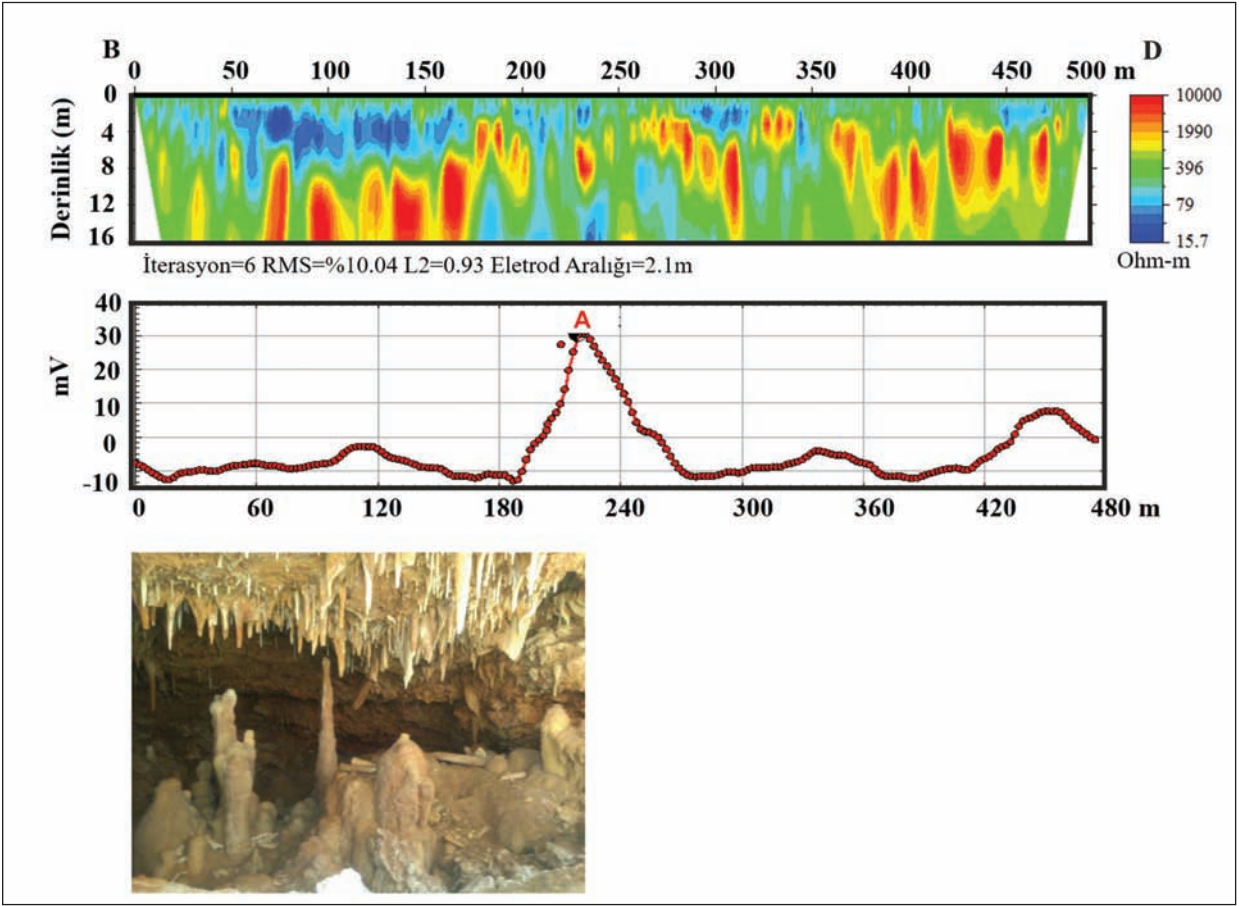 B D
0 50 100 150 200 250 300 350 400 450 500 m
Derinlik (m)
0
4
8
12
16
10000
1990
396
79
15.7
Ohm-m
İterasyon=6 RMS=%10.04 L2=0.93 Eletrod Aralığı=2.1m
mV
40
30
20
10
0
-10
A
0 60 120 180 240 300 360 420 480 m